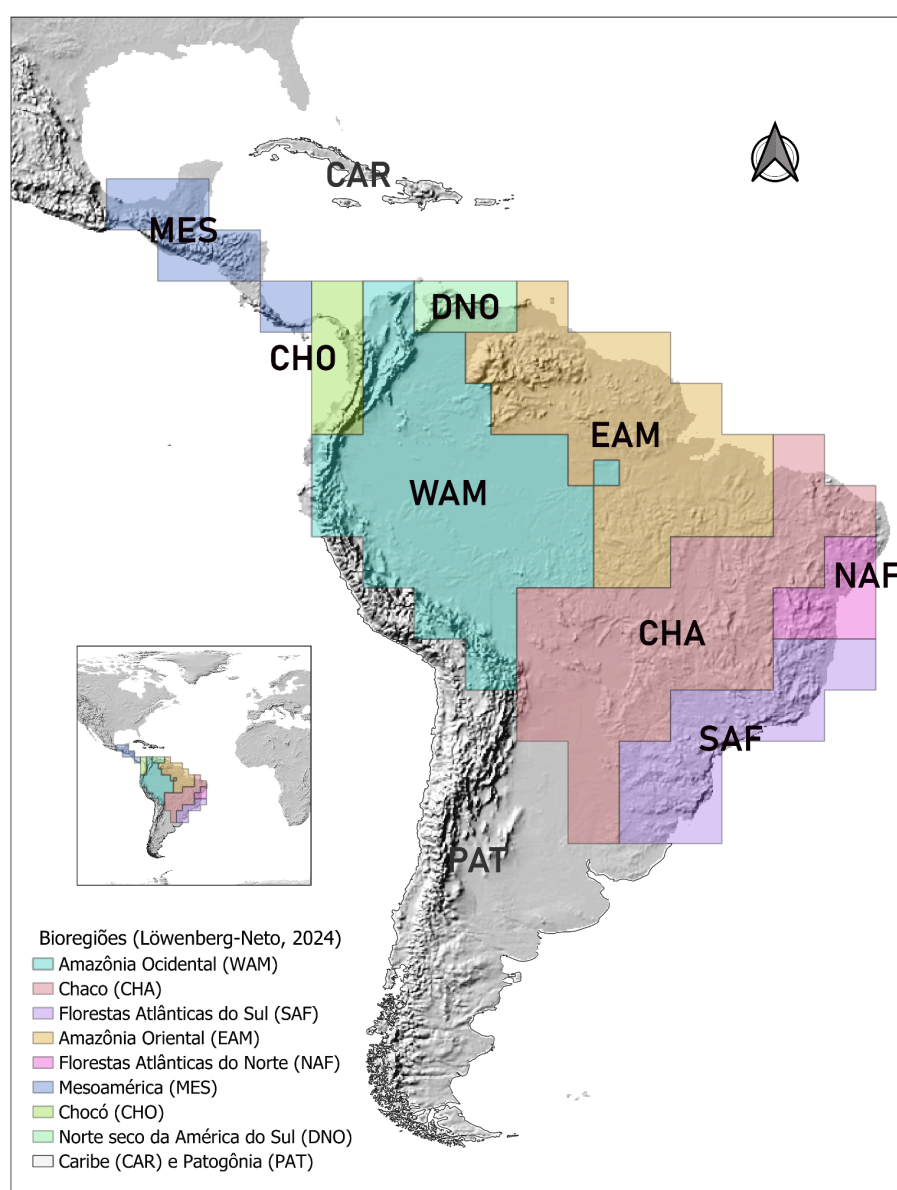 CAR
MES
DNO
CHO
EAM
WAM
NAF
CHA
SAF
PAT
Bioregiões (Löwenberg-Neto, 2024)
Amazônia Ocidental (WAM)
Chaco (CHA)
Florestas Atlânticas do Sul (SAF)
Amazônia Oriental (EAM)
Florestas Atlânticas do Norte (NAF)
Mesoamérica (MES)
Chocó (CHO)
Norte seco da América do Sul (DNO)
Caribe (CAR) e Patogônia (PAT)